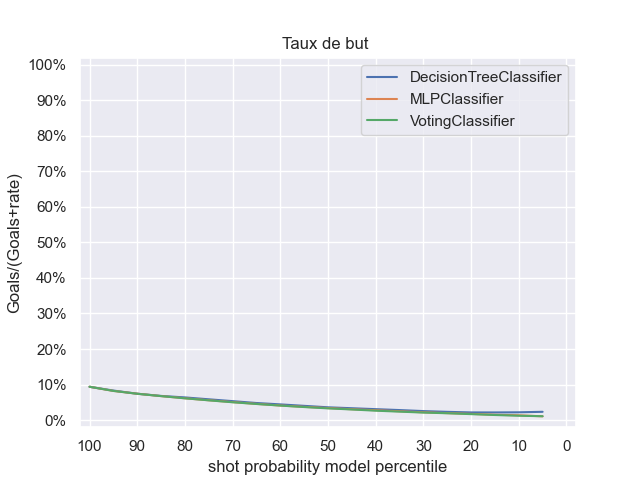 Taux de but
DecisionTreeClassifier
MLPClassifier
VotingClassifier
Goals/(Goals+rate)
100%
90%
80%
70%
60%
50%
40%
30%
20%
10%
0%
100 90 80 70 60 50 40 30 20 10 0
shot probability model percentile